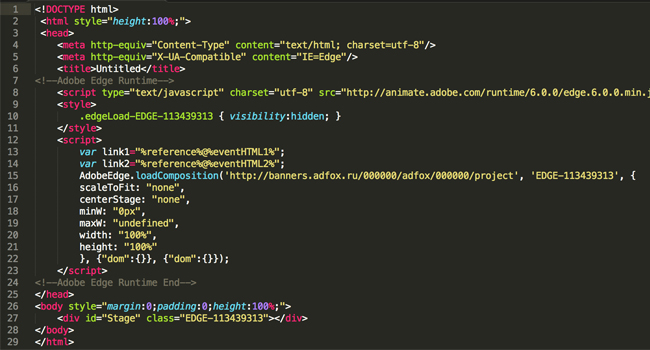 1 <!DOCTYPE html>
2 <html style="height:100%;">
3 <head>
4 <meta http-equiv="Content-Type" content="text/html; charset=utf-8"/>
5 <meta http-equiv="X-UA-Compatible" content="IE=Edge"/>
6 <title>Untitled</title>
7 <!--Adobe Edge Runtime-->
8 <script type="text/javascript" charset="utf-8" src="http://animate.adobe.com/runtime/6.0.0/edge.6.0.0.min.j
9 <style>
10 .edgeLoad-EDGE-113439313 { visibility:hidden; }
11 </style>
12 <script>
13 var link1="%reference%@%eventHTML1%";
14 var link2="%reference%@%eventHTML2%";
15 AdobeEdge.loadComposition('http://banners.adfox.ru/000000/adfox/000000/project', 'EDGE-113439313', {
16 scaleToFit: "none",
17 centerStage: "none",
18 minW: "0px",
19 maxW: "undefined",
20 width: "100%",
21 height: "100%"
22 }, {"dom":{}}, {"dom":{}});
23 </script>
24 <!--Adobe Edge Runtime End-->
25 </head>
26 <body style="margin:0;padding:0;height:100%;">
27 <div id="Stage" class="EDGE-113439313"></div>
28 </body>
29 </html>